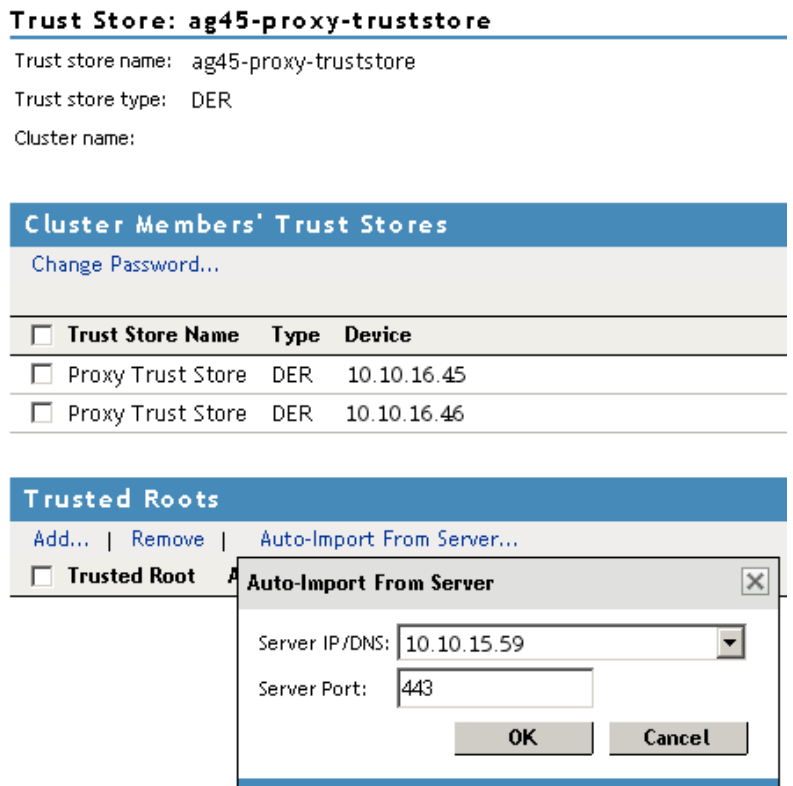 Trust Store: ag45-proxy-truststore
Trust store name: ag45-proxy-truststore
Trust store type: DER
Cluster name:
Cluster Members' Trust Stores
Change Password...
Trust Store Name Type Device
Proxy Trust Store DER 10.10.16.45
Proxy Trust Store DER 10.10.16.46
Trusted Roots
Add... | Remove | Auto-Import From Server...
Trusted Root
Auto-Import From Server
Server IP/DNS: 10.10.15.59
Server Port: 443
OK Cancel